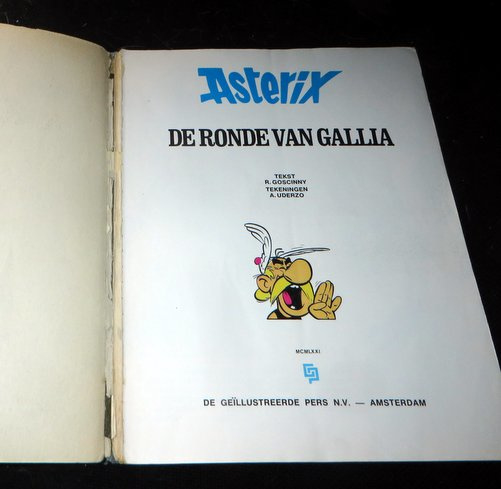 Asterix
DE RONDE VAN GALLIA
TEKST
R. GOSCINNY
TEKENINGEN
A. UDERZO
MCMLXXI
DE GEÏLLUSTREERDE PERS N.V. — AMSTERDAM